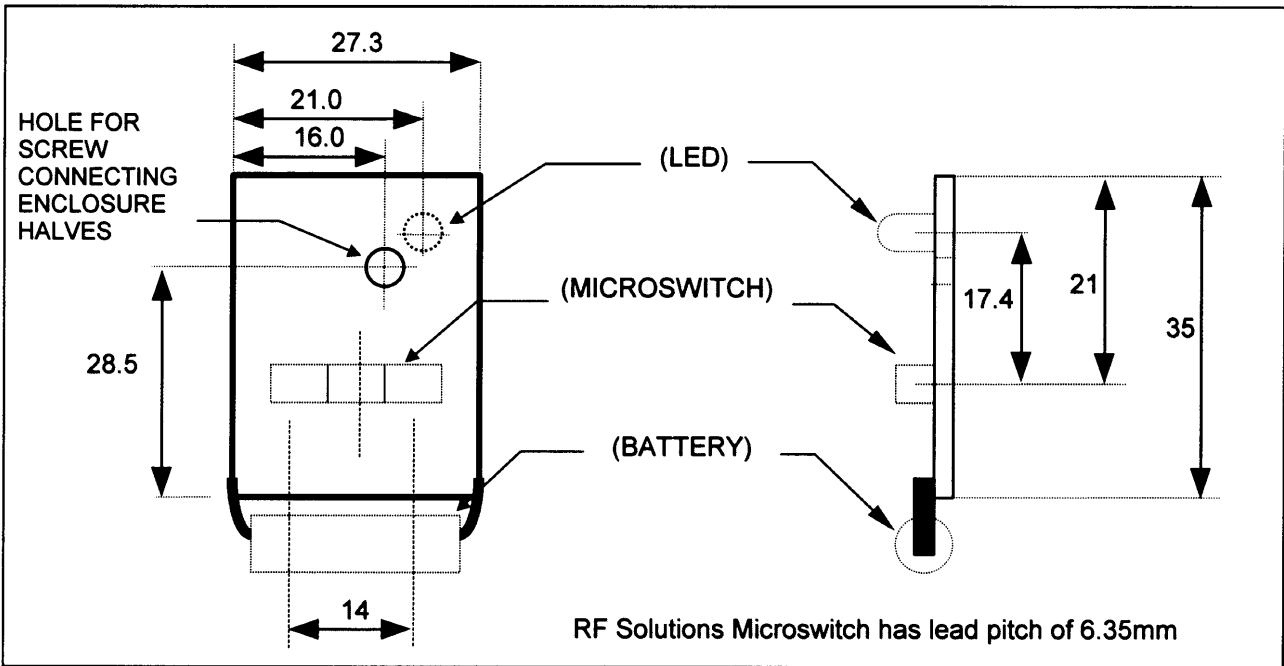 27.3
21.0
16.0
HOLE FOR
SCREW
CONNECTING
ENCLOSURE
HALVES
(LED)
(MICROSWITCH)
17.4
21
35
28.5
(BATTERY)
14
RF Solutions Microswitch has lead pitch of 6.35mm